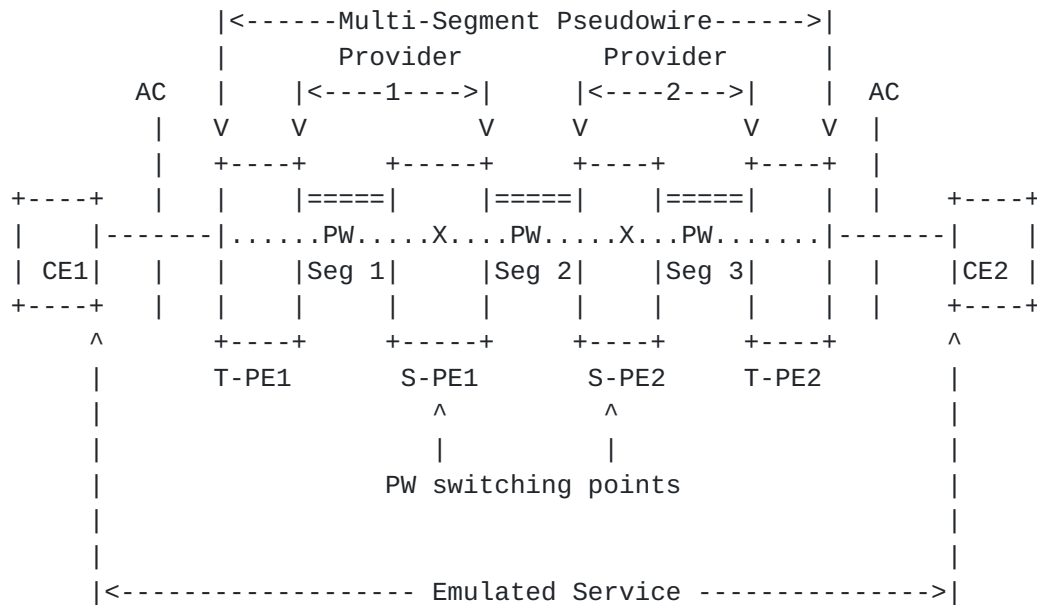 |<------Multi-Segment Pseudowire------>|
|       Provider         Provider      |
AC    |    |<----1---->|     |<----2--->|    |  AC
|   V    V           V     V          V    V  |
|   +----+     +-----+     +----+     +----+  |
+----+   |   |    |=====|     |=====|    |=====|    |  |    +----+
|    |-------|......PW.....X....PW.....X...PW.......|-------|    |
| CE1|   |   |    |Seg 1|     |Seg 2|    |Seg 3|    |  |    |CE2 |
+----+   |   |    |     |     |     |    |     |    |  |    +----+
^       +----+     +-----+     +----+     +----+       ^
|       T-PE1      S-PE1       S-PE2      T-PE2        |
|                    ^          ^                      |
|                    |          |                      |
|                 PW switching points                  |
|                                                      |
|                                                      |
|<-------------------- Emulated Service --------------->|